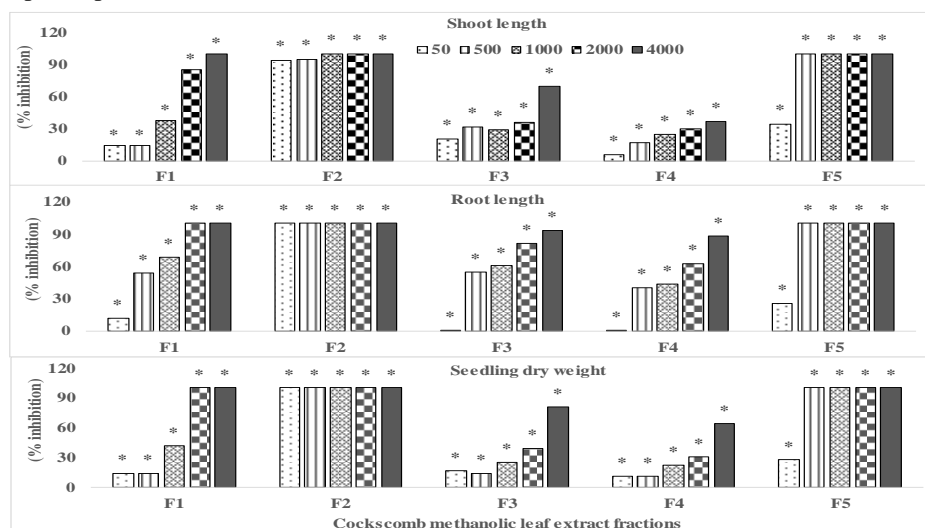 Shoot length
50 500 1000 2000 4000
120
90
60
30
0
(% inhibition)
* * * * * * * * * * * * * * * * * * * * * * * * *
F1 F2 F3 F4 F5
Root length
120
90
60
30
0
(% inhibition)
* * * * * * * * * * * * * * * * * * * * * * * * *
F1 F2 F3 F4 F5
Seedling dry weight
120
90
60
30
0
(% inhibition)
* * * * * * * * * * * * * * * * * * * * * * * * *
F1 F2 F3 F4 F5
Cockscomb methanolic leaf extract fractions